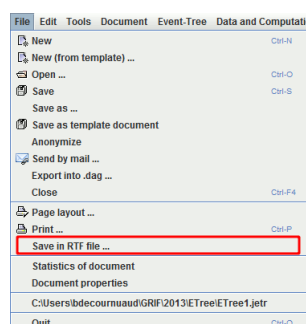 File Edit Tools Document Event-Tree Data and Computati
New Ctrl-N
New (from template) ...
Open ... Ctrl-O
Save Ctrl-S
Save as ...
Save as template document
Anonymize
Send by mail ...
Export into .dag ...
Close Ctrl-F4
Page layout ...
Print ... Ctrl-P
Save in RTF file ...
Statistics of document
Document properties
C:\Users\bdecournuaud\GRIF\2013\ETree\ETree1.jetr
Quit Ctrl-Q